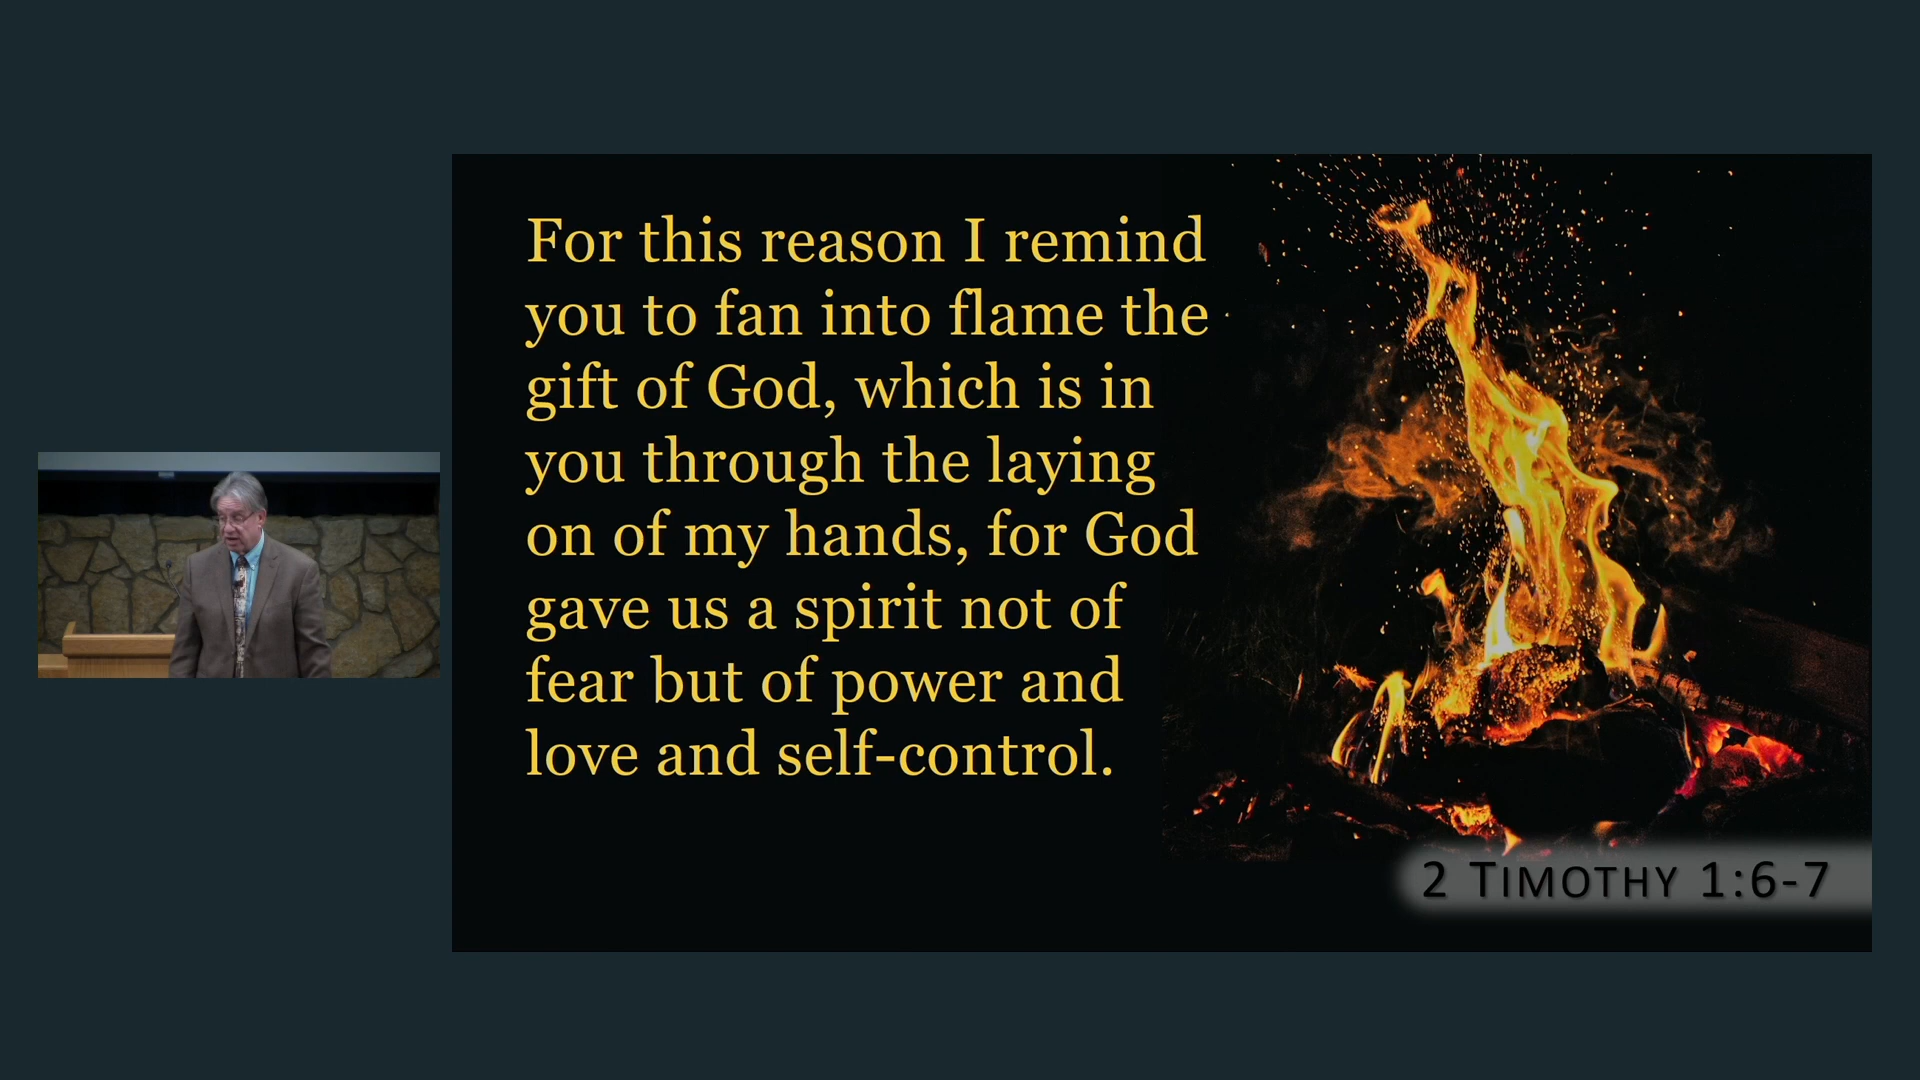 For this reason I remind
you to fan into flame the
gift of God, which is in
you through the laying
on of my hands, for God
gave us a spirit not of
fear but of power and
love and self-control.
2 TIMOTHY 1:6-7